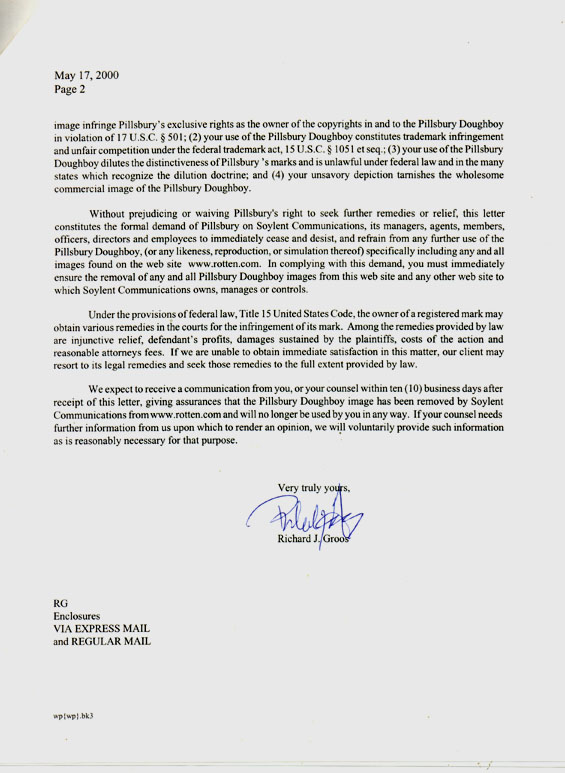 May 17, 2000
Page 2
image infringe Pillsbury's exclusive rights as the owner of the copyrights in and to the Pillsbury Doughboy
in violation of 17 U.S.C. § 501; (2) your use of the Pillsbury Doughboy constitutes trademark infringement
and unfair competition under the federal trademark act, 15 U.S.C. § 1051 et seq.; (3) your use of the Pillsbury
Doughboy dilutes the distinctiveness of Pillsbury 's marks and is unlawful under federal law and in the many
states which recognize the dilution doctrine; and (4) your unsavory depiction tarnishes the wholesome
commercial image of the Pillsbury Doughboy.
Without prejudicing or waiving Pillsbury's right to seek further remedies or relief, this letter
constitutes the formal demand of Pillsbury on Soylent Communications, its managers, agents, members,
officers, directors and employees to immediately cease and desist, and refrain from any further use of the
Pillsbury Doughboy, (or any likeness, reproduction, or simulation thereof) specifically including any and all
images found on the web site www.rotten.com. In complying with this demand, you must immediately
ensure the removal of any and all Pillsbury Doughboy images from this web site and any other web site to
which Soylent Communications owns, manages or controls.
Under the provisions of federal law, Title 15 United States Code, the owner of a registered mark may
obtain various remedies in the courts for the infringement of its mark. Among the remedies provided by law
are injunctive relief, defendant's profits, damages sustained by the plaintiffs, costs of the action and
reasonable attorneys fees. If we are unable to obtain immediate satisfaction in this matter, our client may
resort to its legal remedies and seek those remedies to the full extent provided by law.
We expect to receive a communication from you, or your counsel within ten (10) business days after
receipt of this letter, giving assurances that the Pillsbury Doughboy image has been removed by Soylent
Communications from www.rotten.com and will no longer be used by you in any way. If your counsel needs
further information from us upon which to render an opinion, we will voluntarily provide such information
as is reasonably necessary for that purpose.
Very truly yours,
Richard J. Groos
RG
Enclosures
VIA EXPRESS MAIL
and REGULAR MAIL
wp{wp}.bk3